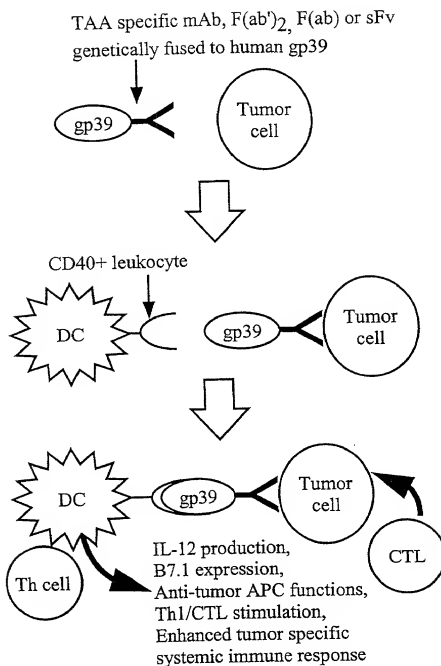 TAA specific mAb, F(ab')2, F(ab) or sFv
genetically fused to human gp39
gp39
Tumor
cell
CD40+ leukocyte
DC
gp39
Tumor
cell
DC
gp39
Tumor
cell
Th cell
CTL
IL-12 production,
B7.1 expression,
Anti-tumor APC functions,
Th1/CTL stimulation,
Enhanced tumor specific
systemic immune response